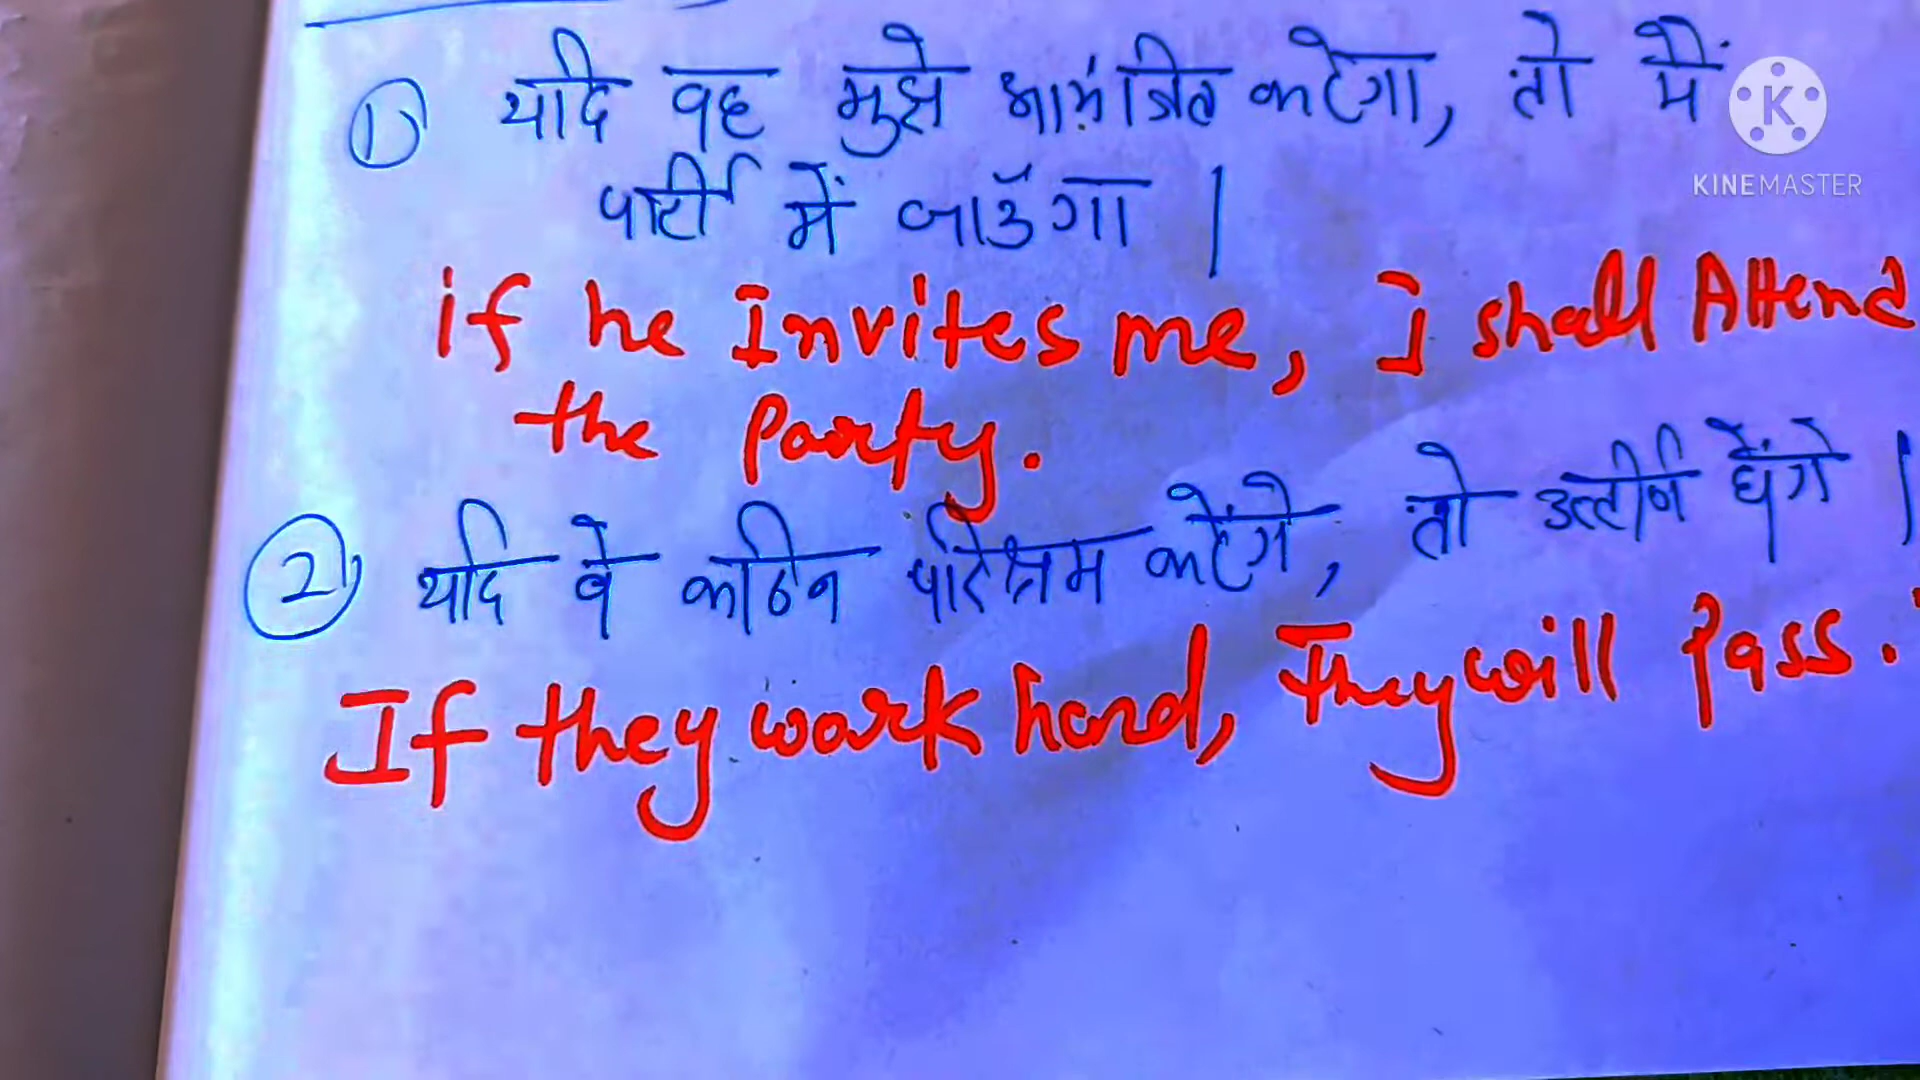 1) यदि वह मुझे आमंत्रित करेगा, तो मैं
पार्टी में जाउँगा |
if he Invites me, I shall Attend
the Party.
2) यदि वे कठिन परिश्रम करेंगे, तो उत्तीर्ण होंगे |
If they work hard, They will Pass.
KINEMASTER